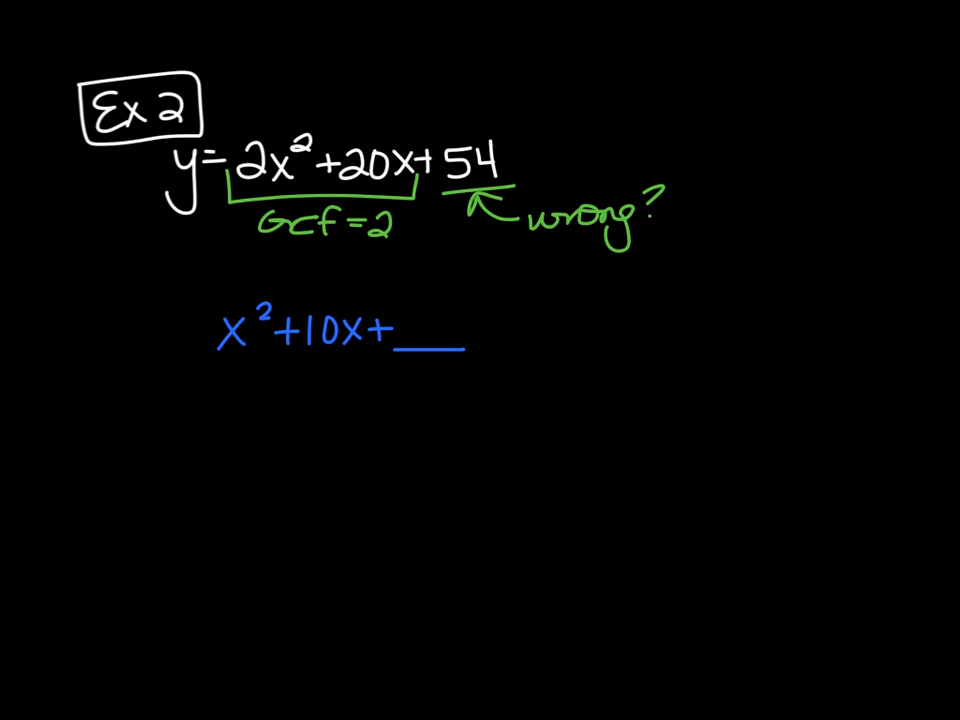 Ex 2
y = 2x² + 20x + 54
GCF = 2 wrong?
x² + 10x + ___